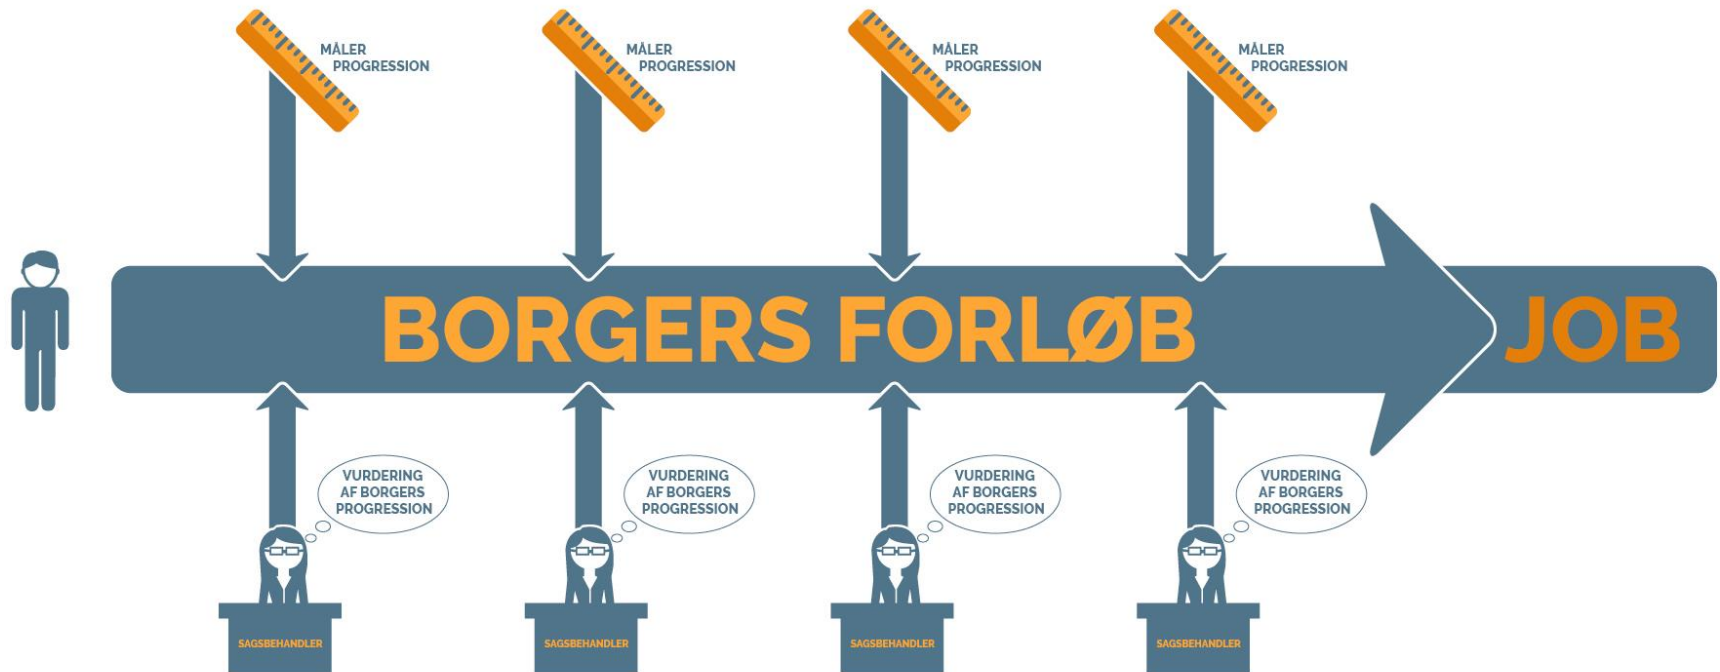 MÅLER
PROGRESSION
MÅLER
PROGRESSION
MÅLER
PROGRESSION
MÅLER
PROGRESSION
BORGERS FORLØB
JOB
VURDERING
AF BORGERS
PROGRESSION
VURDERING
AF BORGERS
PROGRESSION
VURDERING
AF BORGERS
PROGRESSION
VURDERING
AF BORGERS
PROGRESSION
SAGSBEHANDLER
SAGSBEHANDLER
SAGSBEHANDLER
SAGSBEHANDLER